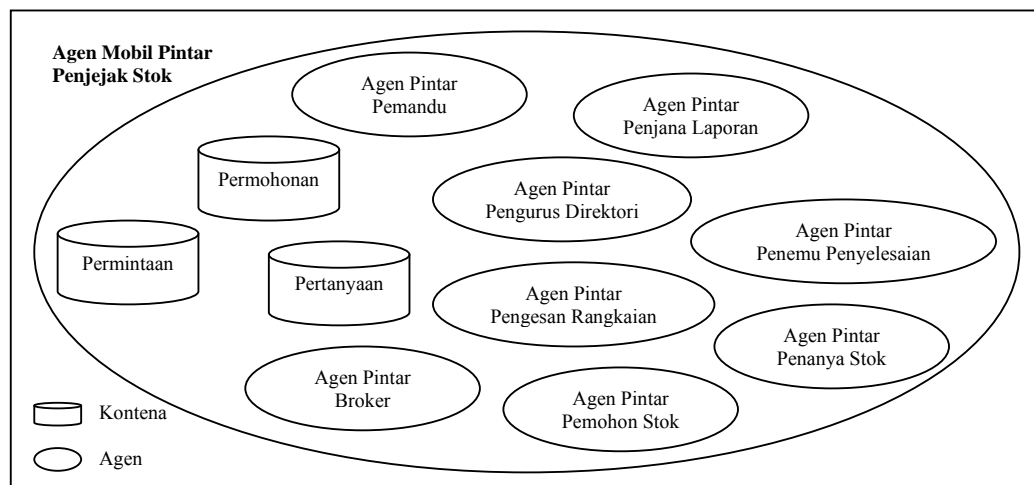 Agen Mobil Pintar
Penjejak Stok
Agen Pintar
Pemandu
Agen Pintar
Penjana Laporan
Permohonan
Agen Pintar
Pengurus Direktori
Permintaan
Agen Pintar
Penemu Penyelesaian
Pertanyaan
Agen Pintar
Pengesan Rangkaian
Agen Pintar
Penanya Stok
Agen Pintar
Broker
Agen Pintar
Pemohon Stok
Kontena
Agen